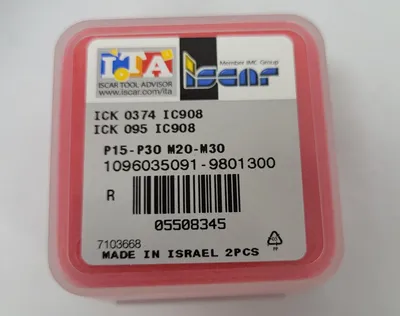 ITA
ISCAR TOOL ADVISOR
www.iscar.com/ita
Member IMC Group
iscar
ICK 0374 IC908
ICK 095 IC908
P15-P30 M20-M30
1096035091-9801300
R
05508345
7103668
MADE IN ISRAEL 2PCS
PP